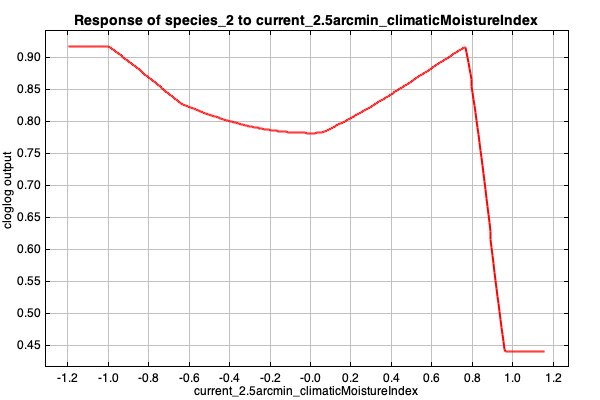 Response of species_2 to current_2.5arcmin_climaticMoistureIndex
cloglog output
0.90
0.85
0.80
0.75
0.70
0.65
0.60
0.55
0.50
0.45
-1.2 -1.0 -0.8 -0.6 -0.4 -0.2 -0.0 0.2 0.4 0.6 0.8 1.0 1.2
current_2.5arcmin_climaticMoistureIndex